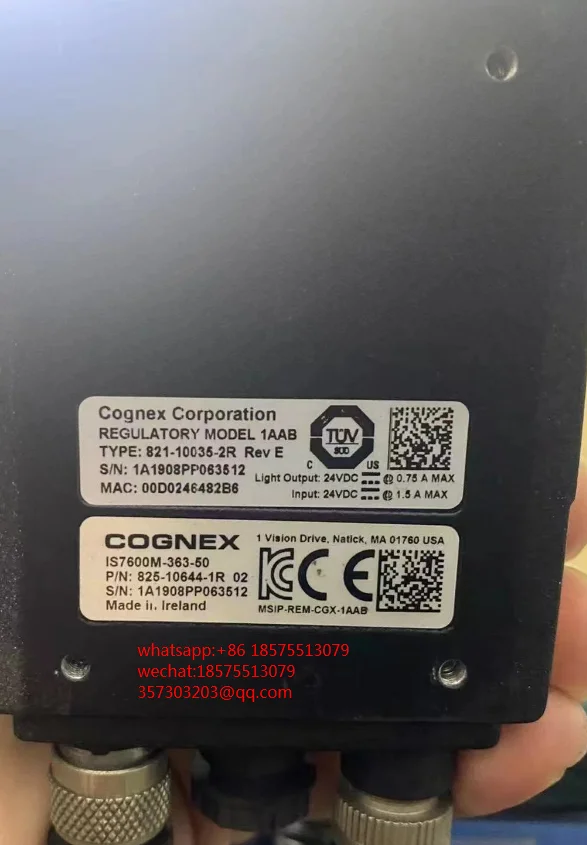 Cognex Corporation
REGULATORY MODEL 1AAB
TYPE: 821-10035-2R Rev E
S/N: 1A1908PP063512
MAC: 00D0246482B6
TÜV
SÜD
C US
Light Output: 24VDC 0.75 A MAX
Input: 24VDC 1.5 A MAX
COGNEX
1 Vision Drive, Natick, MA 01760 USA
IS7600M-363-50
P/N: 825-10644-1R 02
S/N: 1A1908PP063512
Made in Ireland
CE
MSIP-REM-CGX-1AAB
whatsapp:+86 18575513079
wechat:18575513079
357303203@qq.com